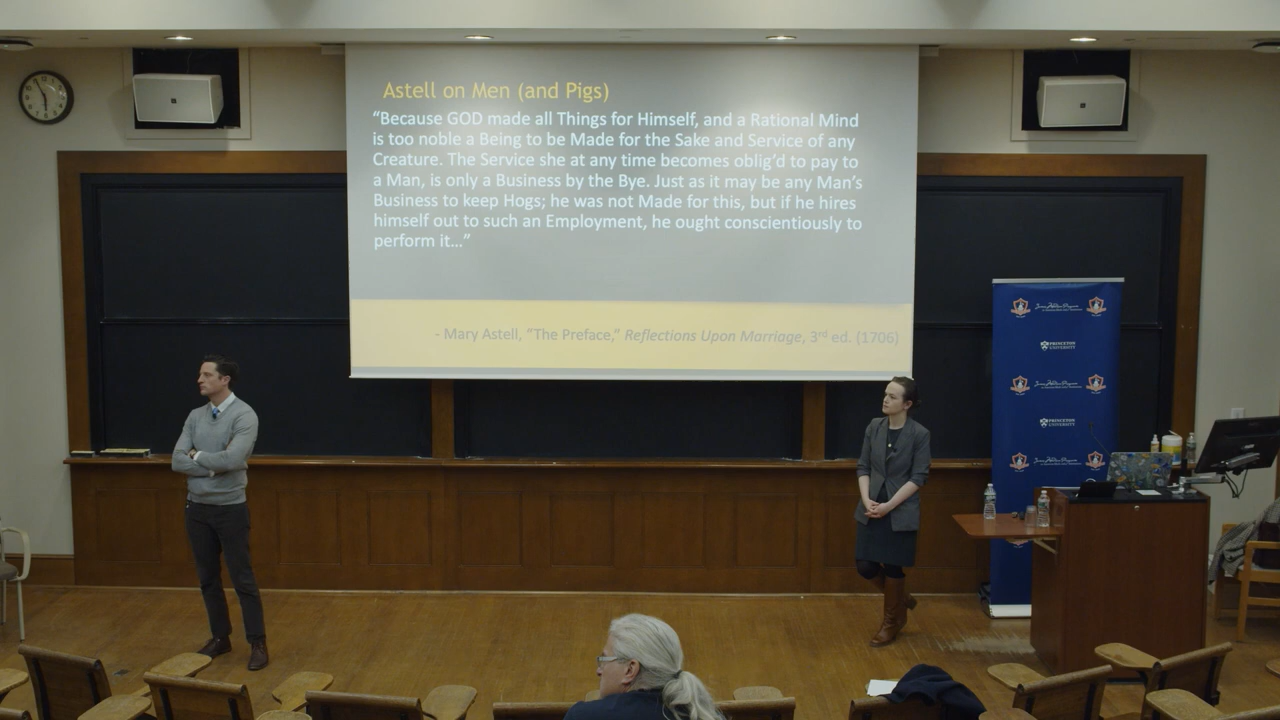 Astell on Men (and Pigs)
“Because GOD made all Things for Himself, and a Rational Mind
is too noble a Being to be Made for the Sake and Service of any
Creature. The Service she at any time becomes oblig’d to pay to
a Man, is only a Business by the Bye. Just as it may be any Man’s
Business to keep Hogs; he was not Made for this, but if he hires
himself out to such an Employment, he ought conscientiously to
perform it…”
- Mary Astell, “The Preface,” Reflections Upon Marriage, 3rd ed. (1706)
PRINCETON
UNIVERSITY
PRINCETON
UNIVERSITY